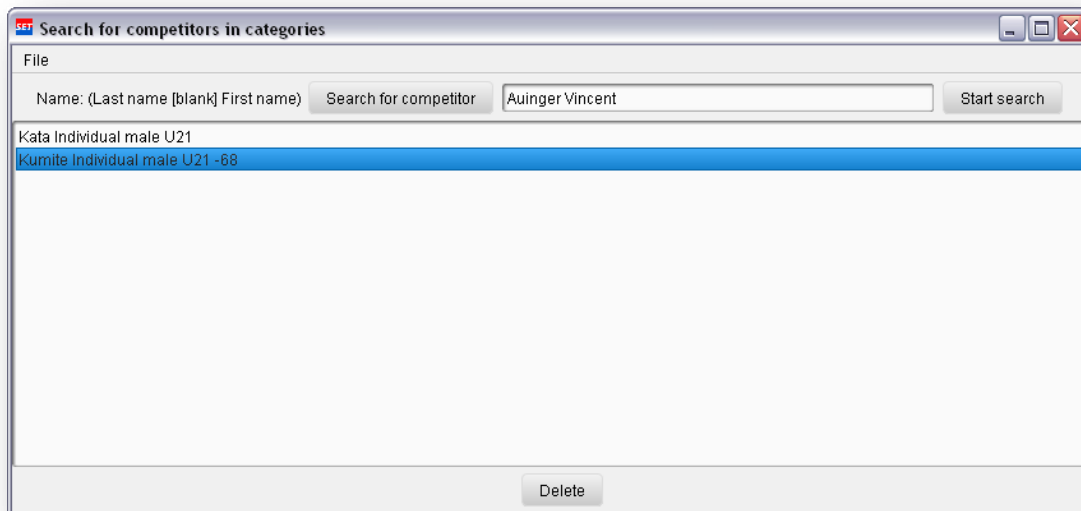 SET Search for competitors in categories
File
Name: (Last name [blank] First name) Search for competitor Auinger Vincent Start search
Kata Individual male U21
Kumite Individual male U21 -68
Delete